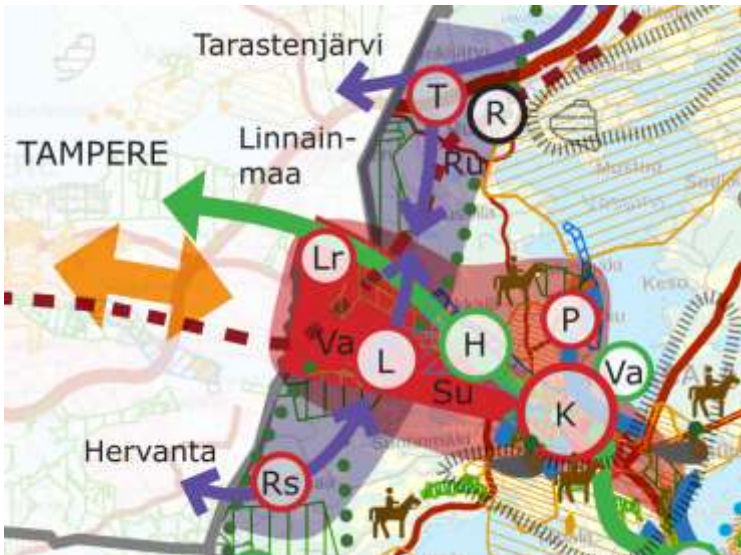 Tarastenjärvi
T
R
Linnain-
maa
TAMPERE
Ru
Lr
P
Va
L
H
Va
Su
K
Hervanta
Rs